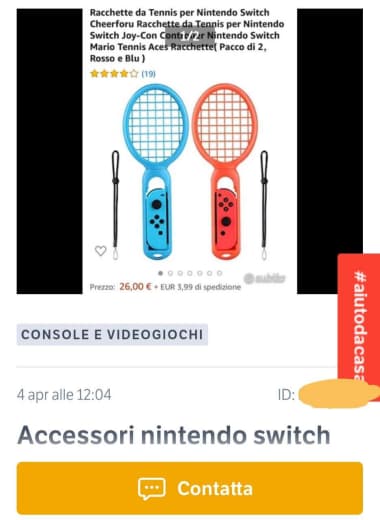 Racchette da Tennis per Nintendo Switch
Cheerforu Racchette da Tennis per Nintendo
Switch Joy-Con Controller Nintendo Switch
Mario Tennis Aces Racchette( Pacco di 2,
Rosso e Blu )
1/2
(19)
subito
Prezzo: 26,00 € + EUR 3,99 di spedizione
#aiutodacasa
CONSOLE E VIDEOGIOCHI
4 apr alle 12:04
ID:
Accessori nintendo switch
Contatta